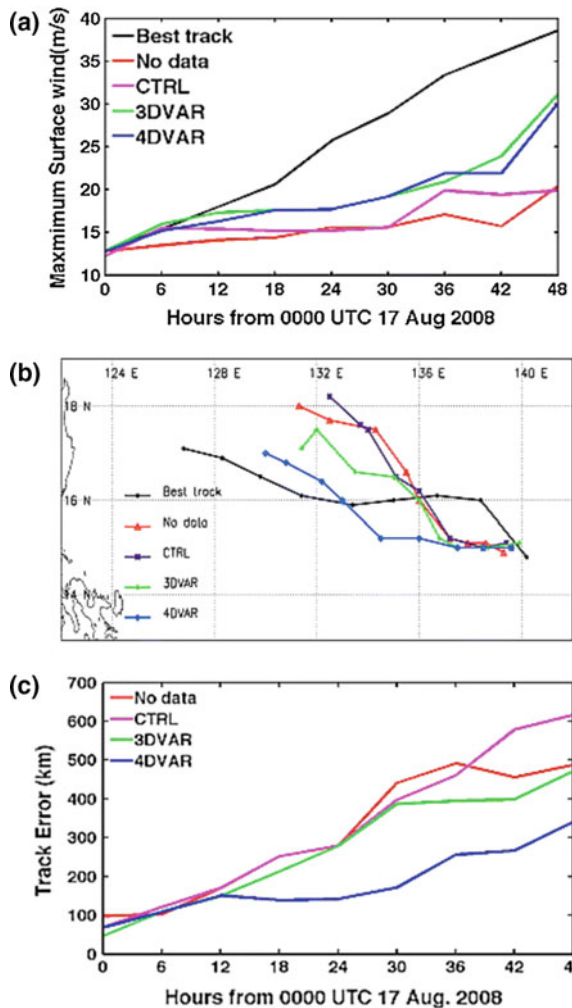 (a)
Maxmimum Surface wind(m/s)
40
35
30
25
20
15
10
Best track
No data
CTRL
3DVAR
4DVAR
0 6 12 18 24 30 36 42 48
Hours from 0000 UTC 17 Aug 2008
(b)
124 E 128 E 132 E 136 E 140 E
18 N
16 N
14 N
Best track
No data
CTRL
3DVAR
4DVAR
(c)
Track Error (km)
700
600
500
400
300
200
100
0
No data
CTRL
3DVAR
4DVAR
0 6 12 18 24 30 36 42
Hours from 0000 UTC 17 Aug. 2008